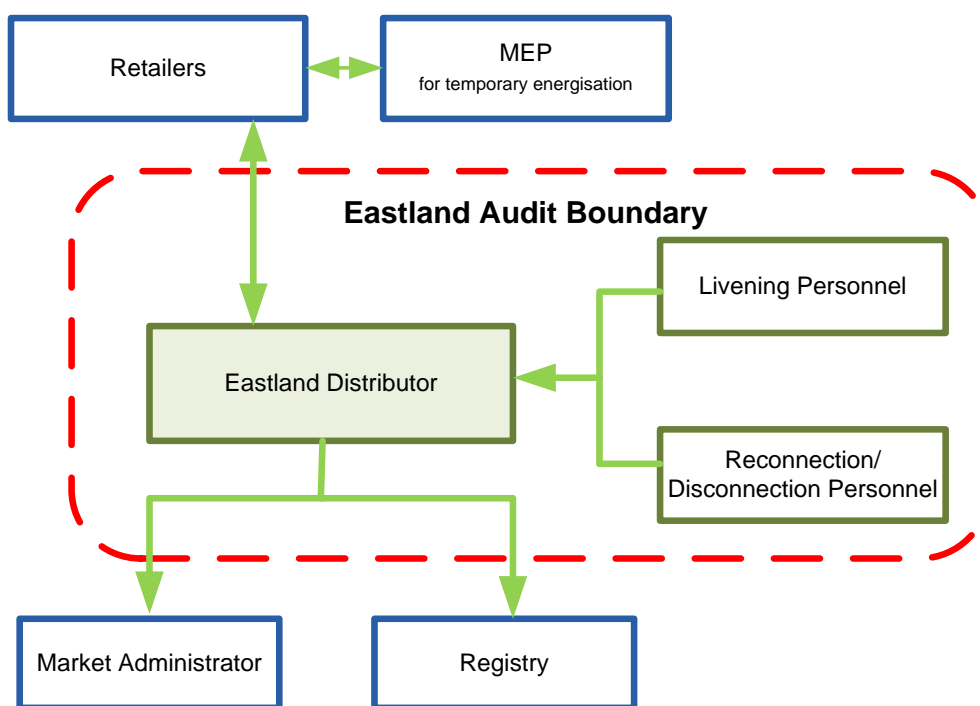 Retailers
MEP
for temporary energisation
Eastland Audit Boundary
Livening Personnel
Eastland Distributor
Reconnection/
Disconnection Personnel
Market Administrator
Registry